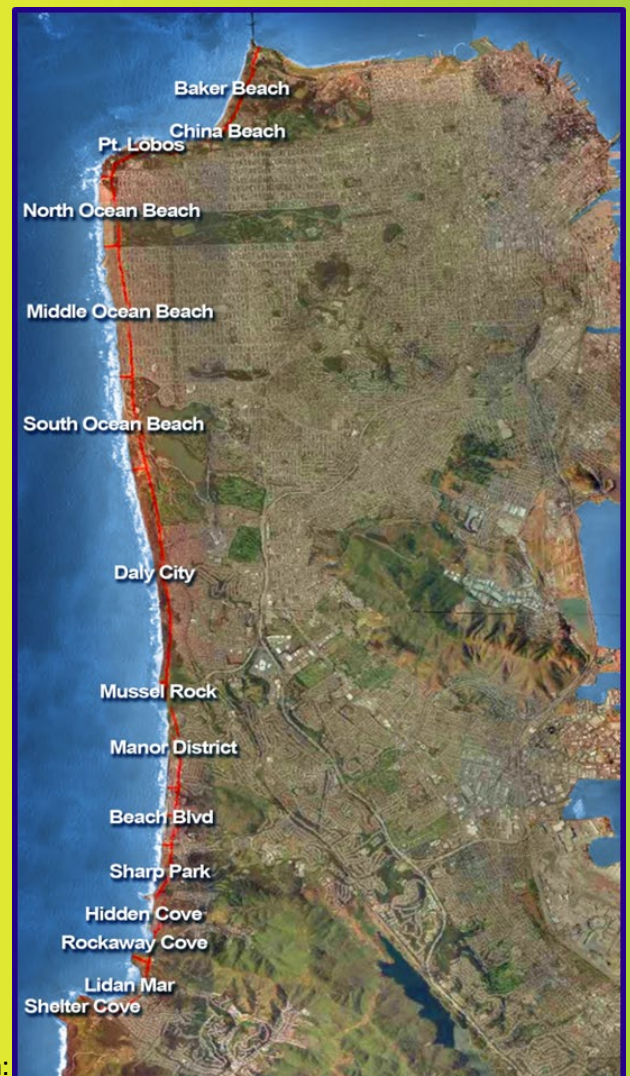 Baker Beach
China Beach
Pt. Lobos
North Ocean Beach
Middle Ocean Beach
South Ocean Beach
Daly City
Mussel Rock
Manor District
Beach Blvd
Sharp Park
Hidden Cove
Rockaway Cove
Lidan Mar
Shelter Cove